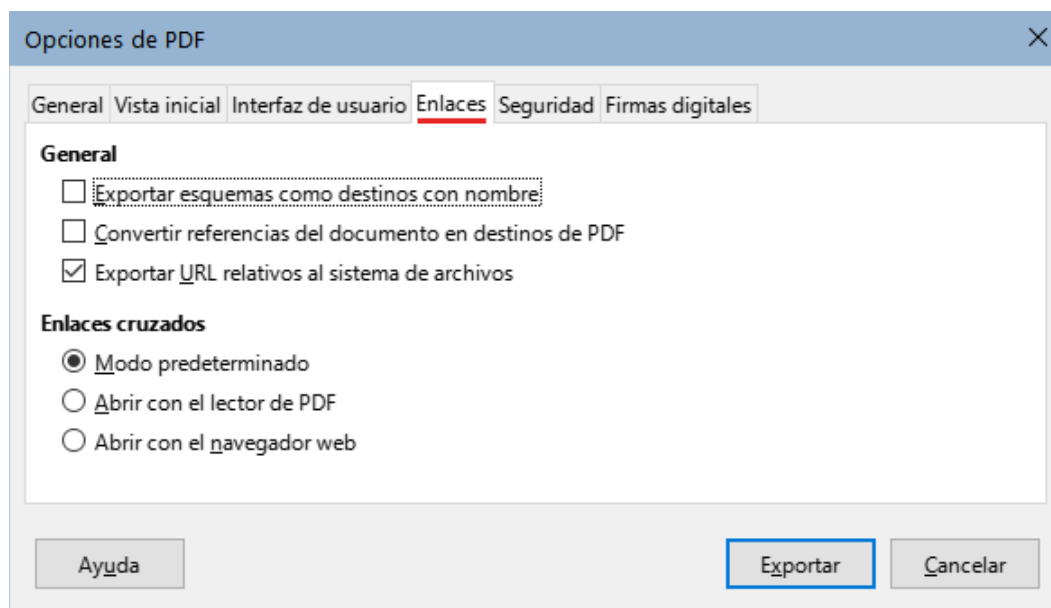 Opciones de PDF
General Vista inicial Interfaz de usuario Enlaces Seguridad Firmas digitales
General
Exportar esquemas como destinos con nombre
Convertir referencias del documento en destinos de PDF
Exportar URL relativos al sistema de archivos
Enlaces cruzados
Modo predeterminado
Abrir con el lector de PDF
Abrir con el navegador web
Ayuda Exportar Cancelar